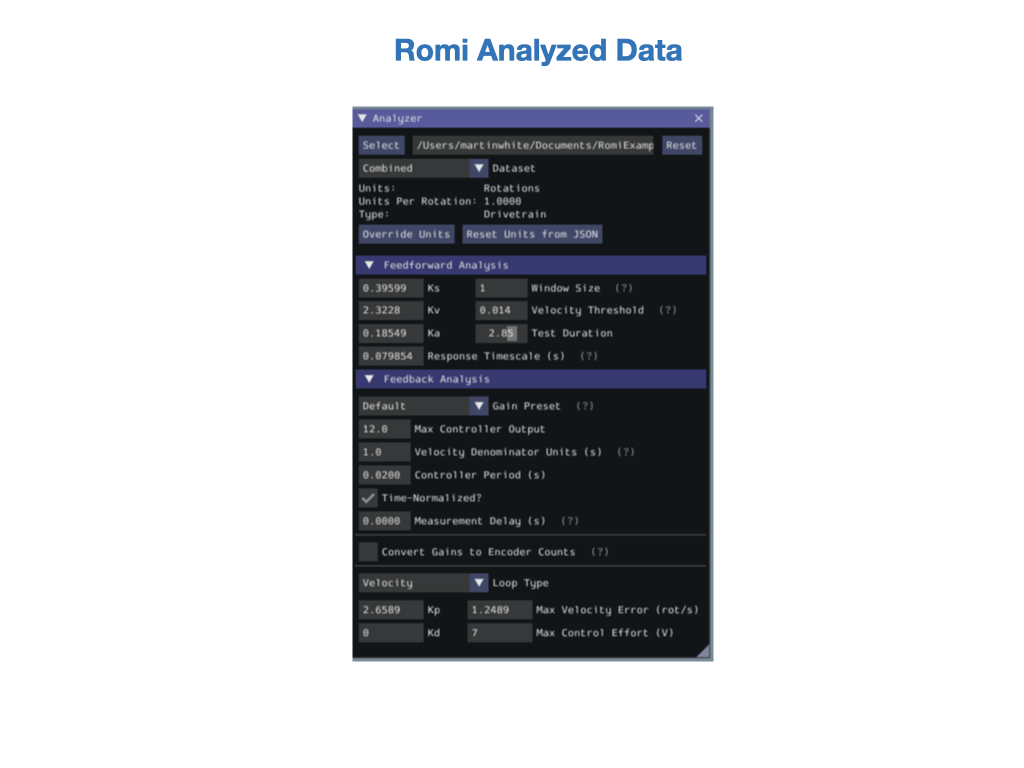 Romi Analyzed Data
Analyzer
Select /Users/martinwhite/Documents/RomiExamp Reset
Combined Dataset
Units: Rotations
Units Per Rotation: 1.0000
Type: Drivetrain
Override Units Reset Units from JSON
Feedforward Analysis
0.39599 Ks 1 Window Size (?)
2.3228 Kv 0.014 Velocity Threshold (?)
0.18549 Ka 2.85 Test Duration
0.079854 Response Timescale (s) (?)
Feedback Analysis
Default Gain Preset (?)
12.0 Max Controller Output
1.0 Velocity Denominator Units (s) (?)
0.0200 Controller Period (s)
Time-Normalized?
0.0000 Measurement Delay (s) (?)
Convert Gains to Encoder Counts (?)
Velocity Loop Type
2.6589 Kp 1.2489 Max Velocity Error (rot/s)
0 Kd 7 Max Control Effort (V)